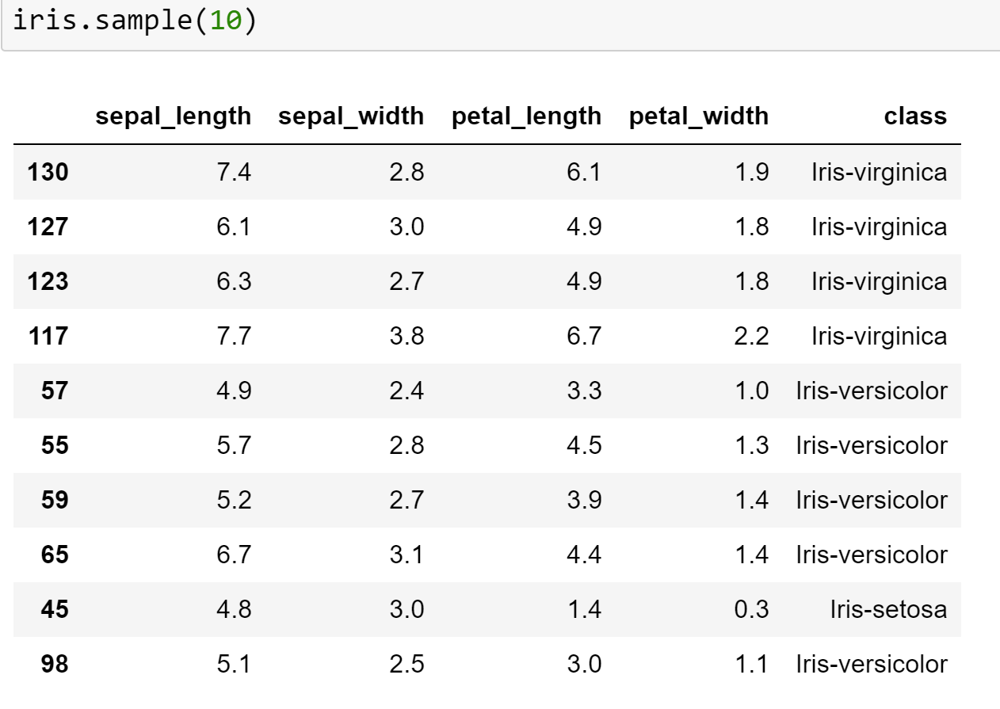 iris.sample(10)
sepal_length sepal_width petal_length petal_width class
130 7.4 2.8 6.1 1.9 Iris-virginica
127 6.1 3.0 4.9 1.8 Iris-virginica
123 6.3 2.7 4.9 1.8 Iris-virginica
117 7.7 3.8 6.7 2.2 Iris-virginica
57 4.9 2.4 3.3 1.0 Iris-versicolor
55 5.7 2.8 4.5 1.3 Iris-versicolor
59 5.2 2.7 3.9 1.4 Iris-versicolor
65 6.7 3.1 4.4 1.4 Iris-versicolor
45 4.8 3.0 1.4 0.3 Iris-setosa
98 5.1 2.5 3.0 1.1 Iris-versicolor